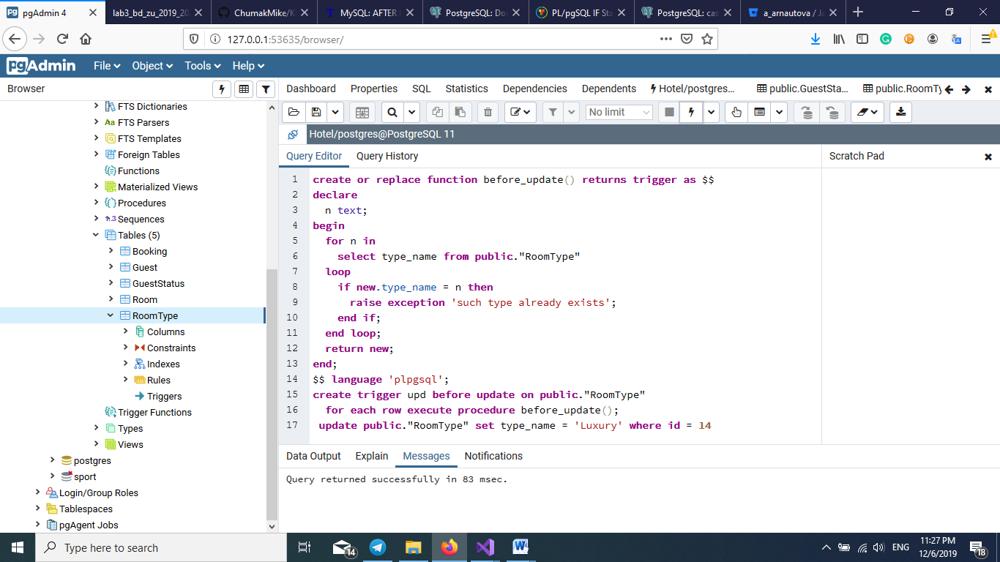 pgAdmin 4
lab3_bd_zu_2019_20
ChumakMike/K
MySQL: AFTER
PostgreSQL: Doc
PL/pgSQL IF Sta
PostgreSQL: cas
a_arnautova / Ja
127.0.0.1:53635/browser/
pgAdmin File Object Tools Help
Browser
Dashboard Properties SQL Statistics Dependencies Dependents Hotel/postgres... public.GuestSta... public.RoomTy
No limit
Hotel/postgres@PostgreSQL 11
Query Editor Query History Scratch Pad
FTS Dictionaries
FTS Parsers
FTS Templates
Foreign Tables
Functions
Materialized Views
Procedures
Sequences
Tables (5)
Booking
Guest
GuestStatus
Room
RoomType
Columns
Constraints
Indexes
Rules
Triggers
Trigger Functions
Types
Views
postgres
sport
Login/Group Roles
Tablespaces
pgAgent Jobs
1 create or replace function before_update() returns trigger as $$
2 declare
3 n text;
4 begin
5 for n in
6 select type_name from public."RoomType"
7 loop
8 if new.type_name = n then
9 raise exception 'such type already exists';
10 end if;
11 end loop;
12 return new;
13 end;
14 $$ language 'plpgsql';
15 create trigger upd before update on public."RoomType"
16 for each row execute procedure before_update();
17 update public."RoomType" set type_name = 'Luxury' where id = 14
Data Output Explain Messages Notifications
Query returned successfully in 83 msec.
Type here to search
14
ENG
11:27 PM
12/6/2019
18